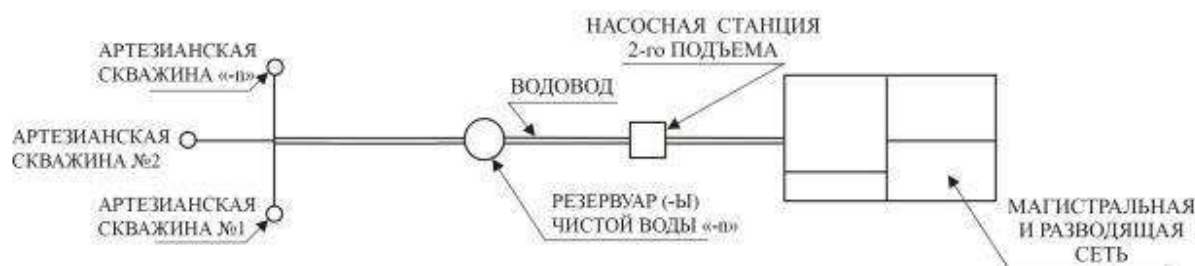 НАСОСНАЯ СТАНЦИЯ
2-го ПОДЪЕМА
АРТЕЗИАНСКАЯ
СКВАЖИНА «-n»
ВОДОВОД
АРТЕЗИАНСКАЯ
СКВАЖИНА №2
АРТЕЗИАНСКАЯ
СКВАЖИНА №1
РЕЗЕРВУАР (-Ы)
ЧИСТОЙ ВОДЫ «-n»
МАГИСТРАЛЬНАЯ
И РАЗВОДЯЩАЯ
СЕТЬ